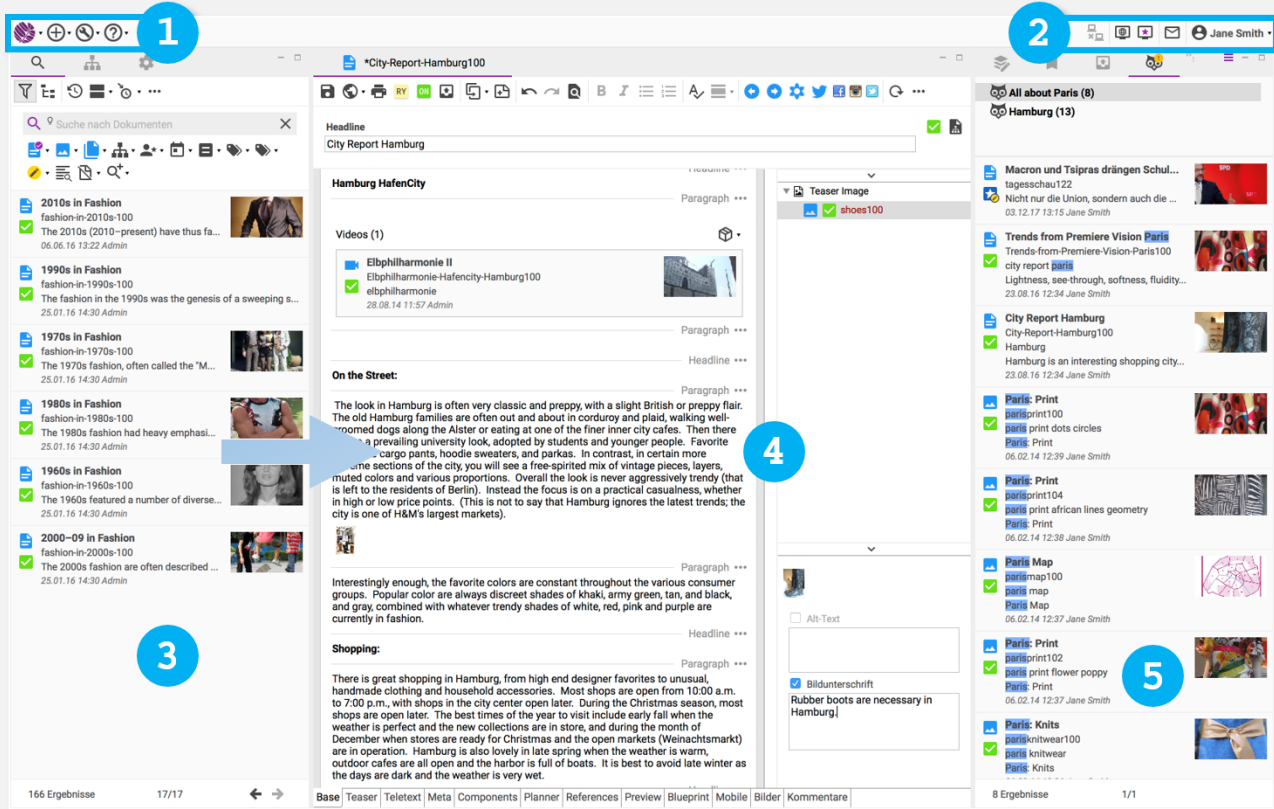 1
2
Jane Smith
*City-Report-Hamburg100
RY
ON
B
I
Suche nach Dokumenten
2010s in Fashion
fashion-in-2010s-100
The 2010s (2010–present) have thus fa...
06.06.16 13:22 Admin
1990s in Fashion
fashion-in-1990s-100
The fashion in the 1990s was the genesis of a sweeping s...
25.01.16 14:30 Admin
1970s in Fashion
fashion-in-1970s-100
The 1970s fashion, often called the "M...
25.01.16 14:30 Admin
1980s in Fashion
fashion-in-1980s-100
The 1980s fashion had heavy emphasi...
25.01.16 14:30 Admin
1960s in Fashion
fashion-in-1960s-100
The 1960s featured a number of diverse...
25.01.16 14:30 Admin
2000–09 in Fashion
fashion-in-2000s-100
The 2000s fashion are often described ...
25.01.16 14:30 Admin
3
166 Ergebnisse
17/17
Headline
City Report Hamburg
Headline
Hamburg HafenCity
Paragraph
Videos (1)
Elbphilharmonie II
Elbphilharmonie-Hafencity-Hamburg100
elbphilharmonie
28.08.14 11:57 Admin
Paragraph
Headline
On the Street:
Paragraph
The look in Hamburg is often very classic and preppy, with a slight British or preppy flair.
The old Hamburg families are often out and about in corduroy and plaid, walking well-
groomed dogs along the Alster or eating at one of the finer inner city cafes. Then there
a prevailing university look, adopted by students and younger people. Favorite
cargo pants, hoodie sweaters, and parkas. In contrast, in certain more
sections of the city, you will see a free-spirited mix of vintage pieces, layers,
muted colors and various proportions. Overall the look is never aggressively trendy (that
is left to the residents of Berlin). Instead the focus is on a practical casualness, whether
in high or low price points. (This is not to say that Hamburg ignores the latest trends; the
city is one of H&M's largest markets).
Paragraph
Interestingly enough, the favorite colors are constant throughout the various consumer
groups. Popular color are always discreet shades of khaki, army green, tan, and black,
and gray, combined with whatever trendy shades of white, red, pink and purple are
currently in fashion.
Headline
Shopping:
Paragraph
There is great shopping in Hamburg, from high end designer favorites to unusual,
handmade clothing and household accessories. Most shops are open from 10:00 a.m.
to 7:00 p.m., with shops in the city center open later. During the Christmas season, most
shops are open later. The best times of the year to visit include early fall when the
weather is perfect and the new collections are in store, and during the month of
December when stores are ready for Christmas and the open markets (Weinachtsmarkt)
are in operation. Hamburg is also lovely in late spring when the weather is warm,
outdoor cafes are all open and the harbor is full of boats. It is best to avoid late winter as
the days are dark and the weather is very wet.
Base Teaser Teletext Meta Components Planner References Preview Blueprint Mobile Bilder Kommentare
4
Teaser Image
shoes100
Alt-Text
Bildunterschrift
Rubber boots are necessary in
Hamburg.
All about Paris (8)
Hamburg (13)
Macron und Tsipras drängen Schul...
tagesschau122
Nicht nur die Union, sondern auch die ...
03.12.17 13:15 Jane Smith
SPD
Trends from Premiere Vision Paris
Trends-from-Premiere-Vision-Paris100
city report paris
Lightness, see-through, softness, fluidity...
23.08.16 12:34 Jane Smith
City Report Hamburg
City-Report-Hamburg100
Hamburg
Hamburg is an interesting shopping city...
23.08.16 12:34 Jane Smith
Paris: Print
parisprint100
paris print dots circles
Paris: Print
06.02.14 12:39 Jane Smith
Paris: Print
parisprint104
paris print african lines geometry
Paris: Print
06.02.14 12:38 Jane Smith
Paris Map
parismap100
paris map
Paris Map
06.02.14 12:37 Jane Smith
Paris: Print
parisprint102
paris print flower poppy
Paris: Print
06.02.14 12:37 Jane Smith
5
Paris: Knits
parisknitwear100
paris knitwear
Paris: Knits
8 Ergebnisse
1/1